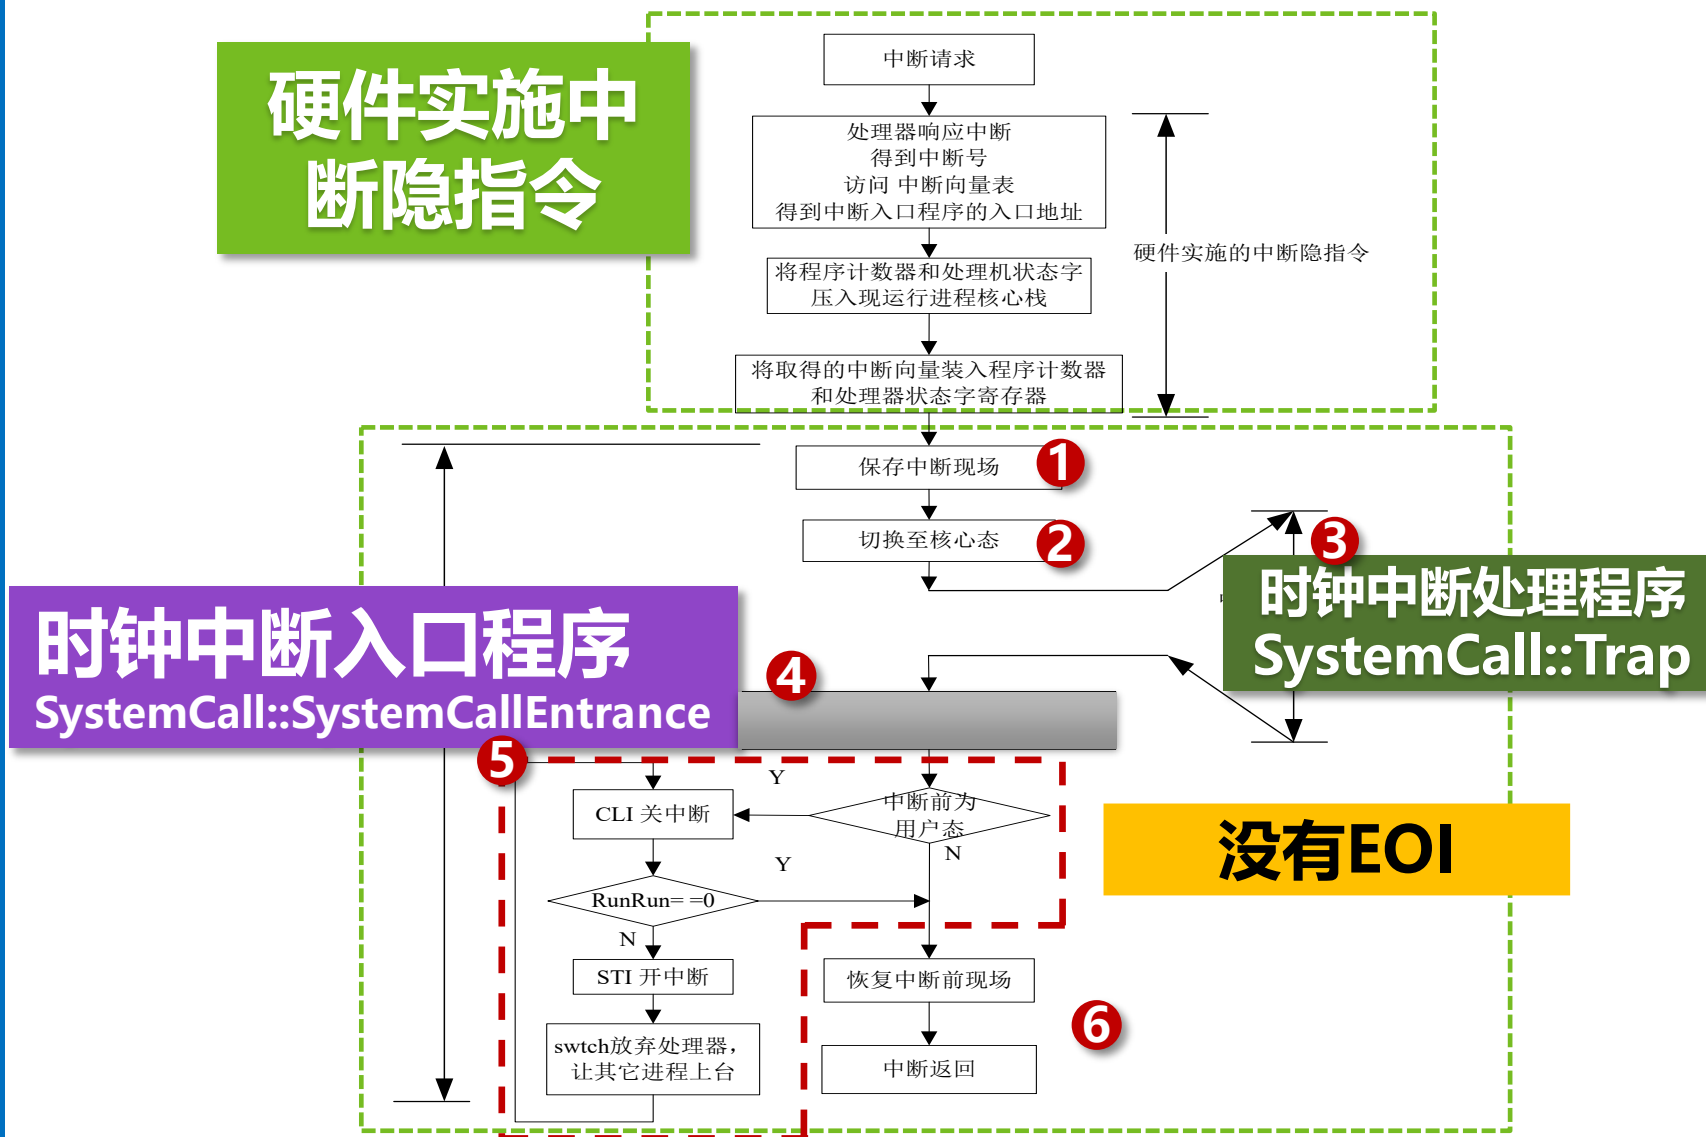 硬件实施中
断隐指令
中断请求
处理器响应中断
得到中断号
访问 中断向量表
得到中断入口程序的入口地址
硬件实施的中断隐指令
将程序计数器和处理机状态字
压入现运行进程核心栈
将取得的中断向量装入程序计数器
和处理器状态字寄存器
保存中断现场
1
切换至核心态
2
3
时钟中断处理程序
SystemCall::Trap
时钟中断入口程序
SystemCall::SystemCallEntrance
4
5
Y
中断前为
用户态
CLI 关中断
没有EOI
Y
N
RunRun= =0
N
STI 开中断
恢复中断前现场
6
swtch放弃处理器，
让其它进程上台
中断返回